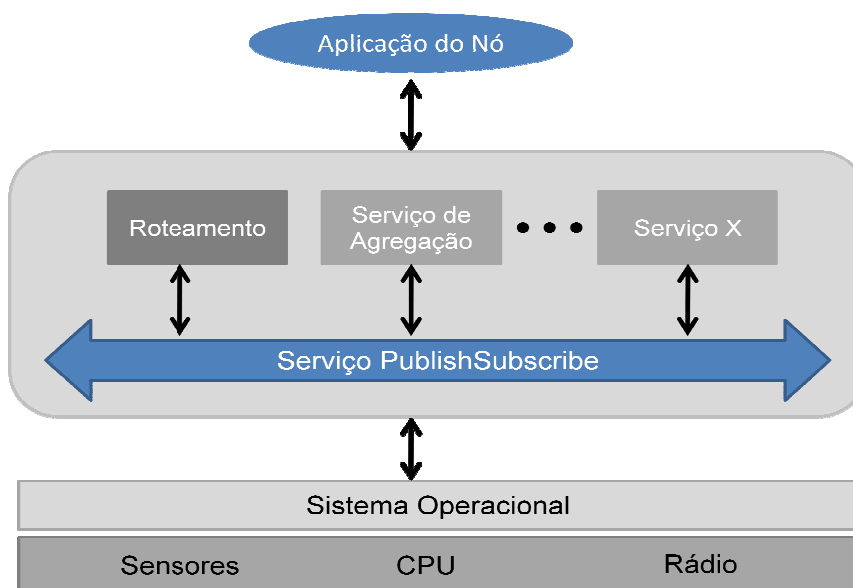 Aplicação do Nó
Roteamento
Serviço de
Agregação
Serviço X
Serviço PublishSubscribe
Sistema Operacional
Sensores
CPU
Rádio